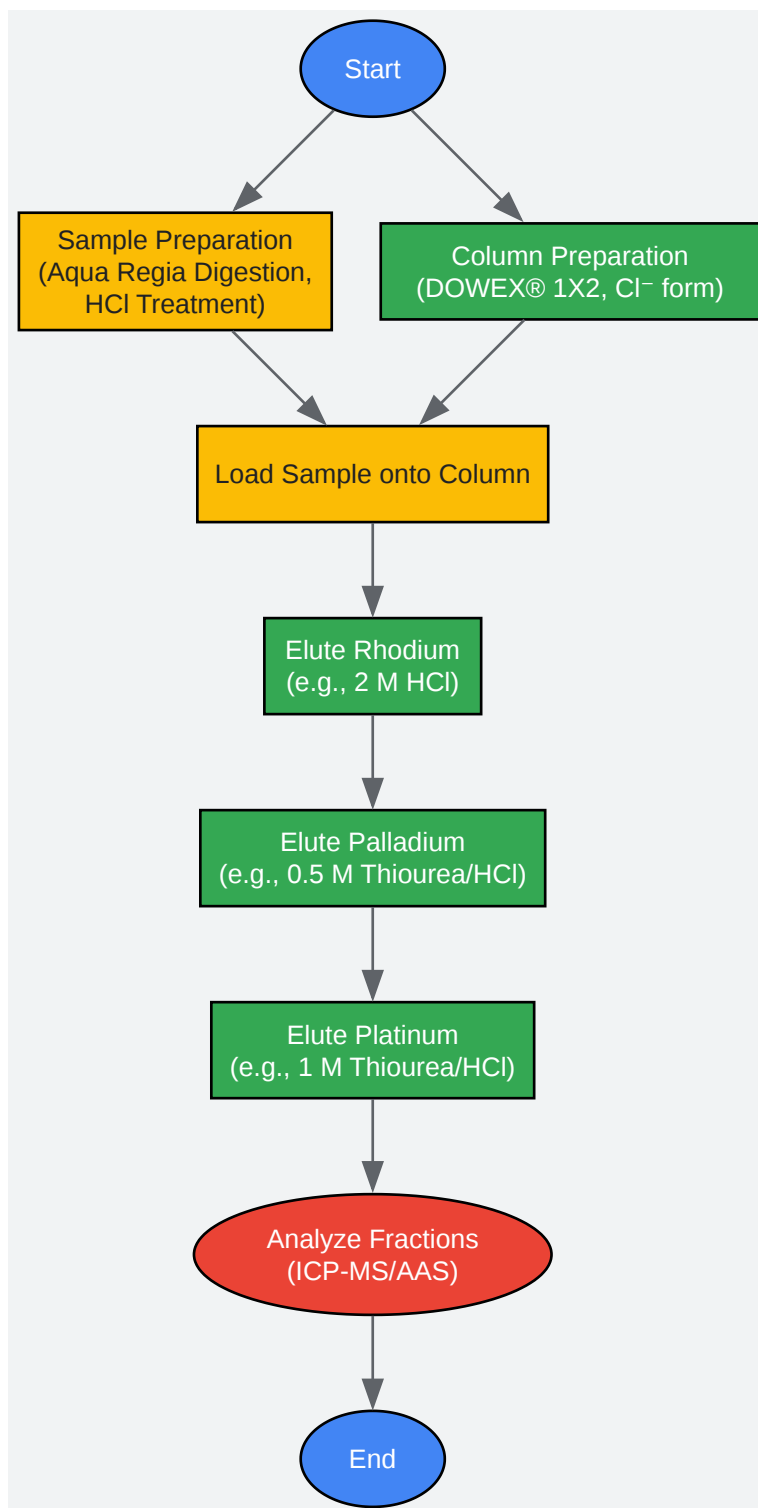 Start
Sample Preparation
(Aqua Regia Digestion,
HCl Treatment)
Column Preparation
(DOWEX® 1X2, Cl⁻ form)
Load Sample onto Column
Elute Rhodium
(e.g., 2 M HCl)
Elute Palladium
(e.g., 0.5 M Thiourea/HCl)
Elute Platinum
(e.g., 1 M Thiourea/HCl)
Analyze Fractions
(ICP-MS/AAS)
End